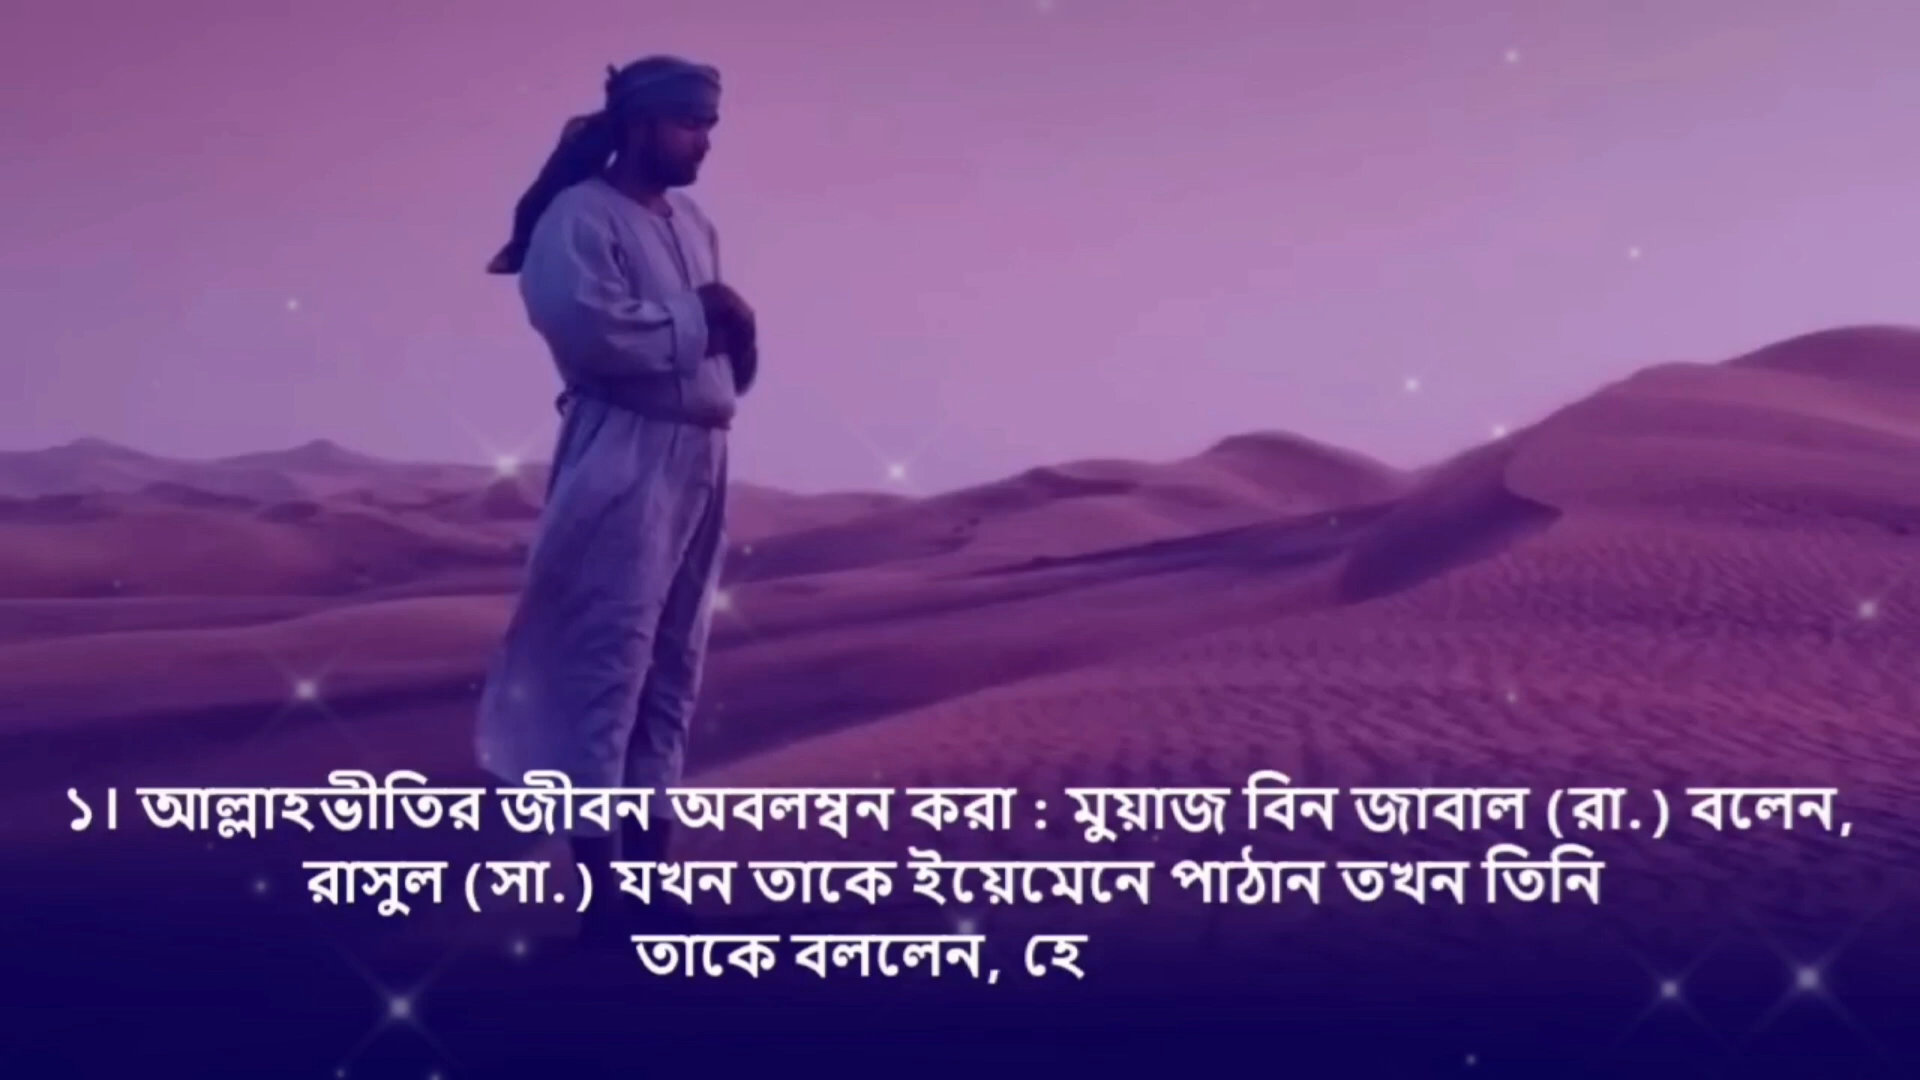 ১। আল্লাহভীতির জীবন অবলম্বন করা : মুয়াজ বিন জাবাল (রা.) বলেন,
রাসুল (সা.) যখন তাকে ইয়েমেনে পাঠান তখন তিনি
তাকে বললেন, হে